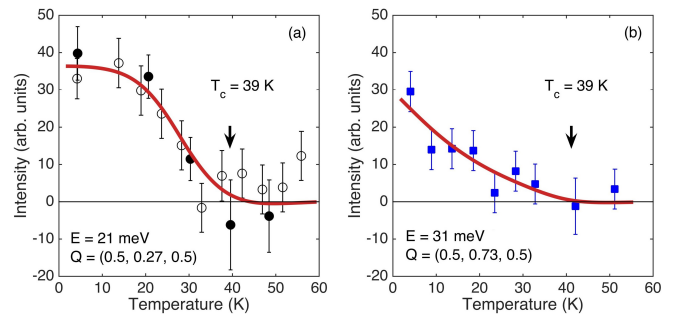 50
40
30
20
10
0
-10
-20
0 10 20 30 40 50 60
Intensity (arb. units)
Temperature (K)
(a)
Tc = 39 K
E = 21 meV
Q = (0.5, 0.27, 0.5)
50
40
30
20
10
0
-10
-20
0 10 20 30 40 50 60
Intensity (arb. units)
Temperature (K)
(b)
Tc = 39 K
E = 31 meV
Q = (0.5, 0.73, 0.5)